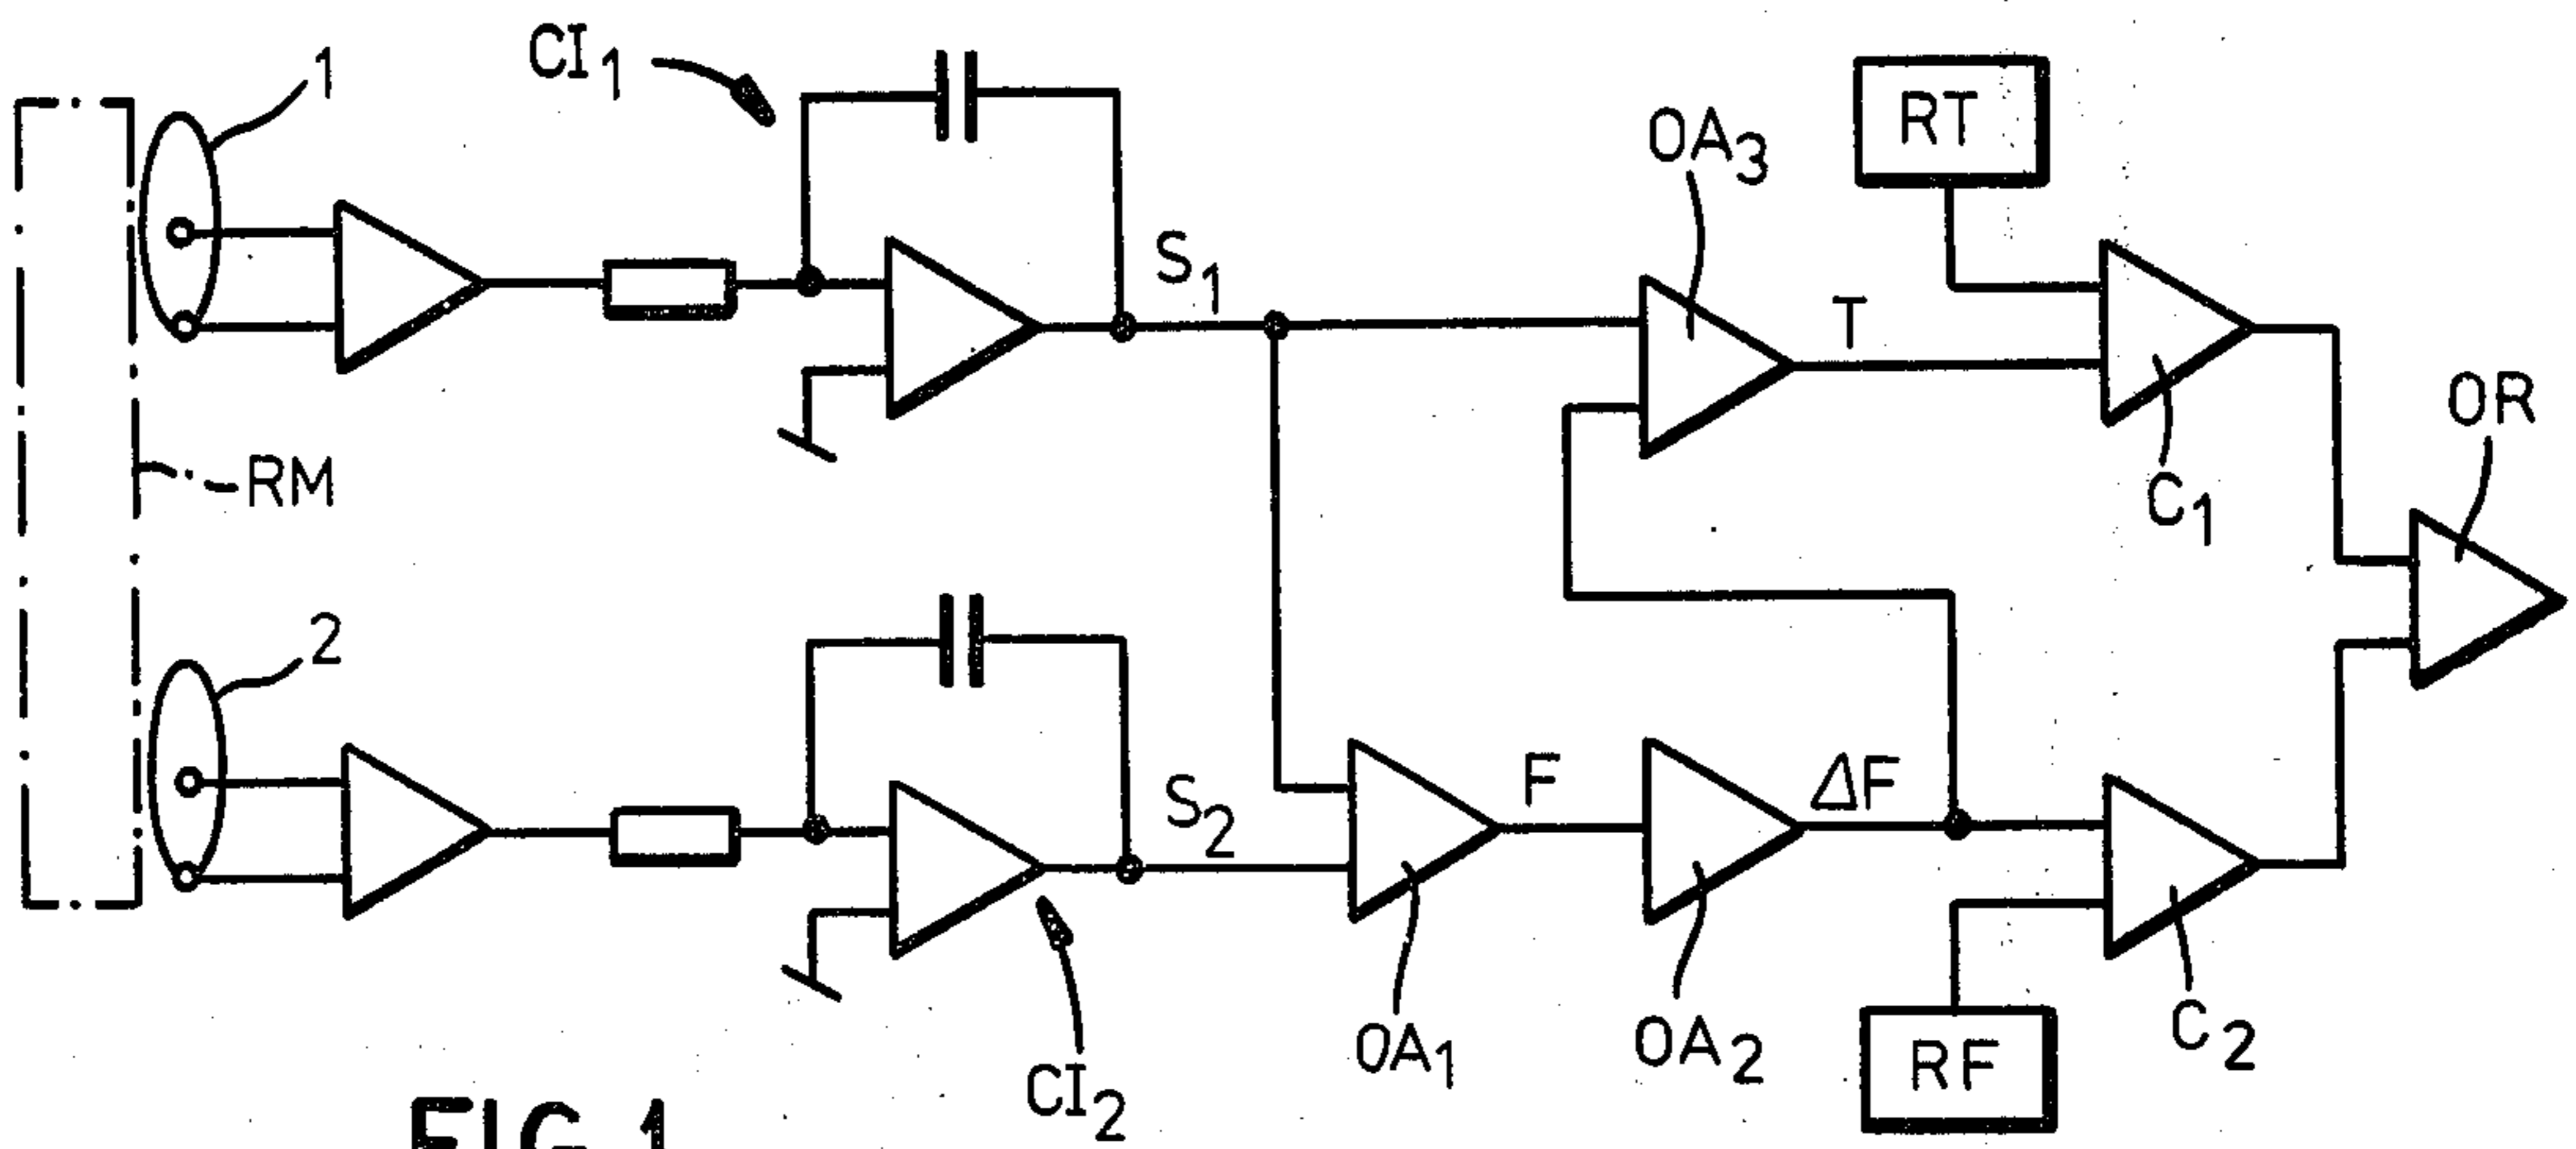 CI1
1
RT
OA3
S1
T
OR
RM
C1
2
S2
F
ΔF
OA1
OA2
C2
RF
CI2
FIG. 1